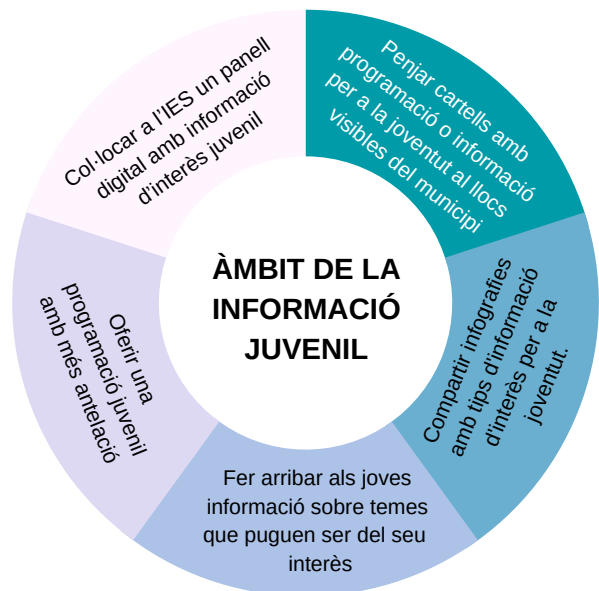 ÀMBIT DE LA
INFORMACIÓ
JUVENIL
Penjar cartells amb
programació o informació
per a la joventut al llocs
visibles del municipi
Compartir infografies
amb tips d'informació
d'interès per a la
joventut.
Fer arribar als joves
informació sobre temes
que puguen ser del seu
interès
Oferir una
programació juvenil
amb més antelació
Col·locar a l'IES un panell
digital amb informació
d'interès juvenil